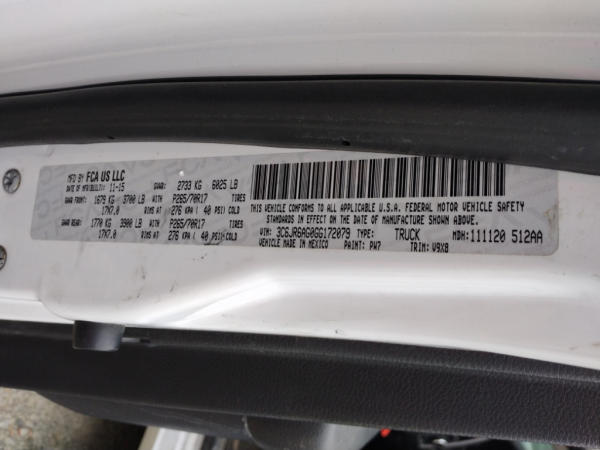 MFD BY FCA US LLC
DATE OF MFR(BUILT): 11-15 GVWR: 2733 KG 6025 LB
GAWR FRONT: 1679 KG 3700 LB WITH P265/70R17 TIRES
17X7.0 RIMS AT 276 KPA ( 40 PSI) COLD
GAWR REAR: 1770 KG 3900 LB WITH P265/70R17 TIRES
17X7.0 RIMS AT 276 KPA ( 40 PSI) COLD
THIS VEHICLE CONFORMS TO ALL APPLICABLE U.S.A. FEDERAL MOTOR VEHICLE SAFETY
STANDARDS IN EFFECT ON THE DATE OF MANUFACTURE SHOWN ABOVE.
VIN: 3C6JR6AG0GG172079 TYPE: TRUCK MDH: 111120 512AA
VEHICLE MADE IN MEXICO PAINT: PW7 TRIM: V9X8